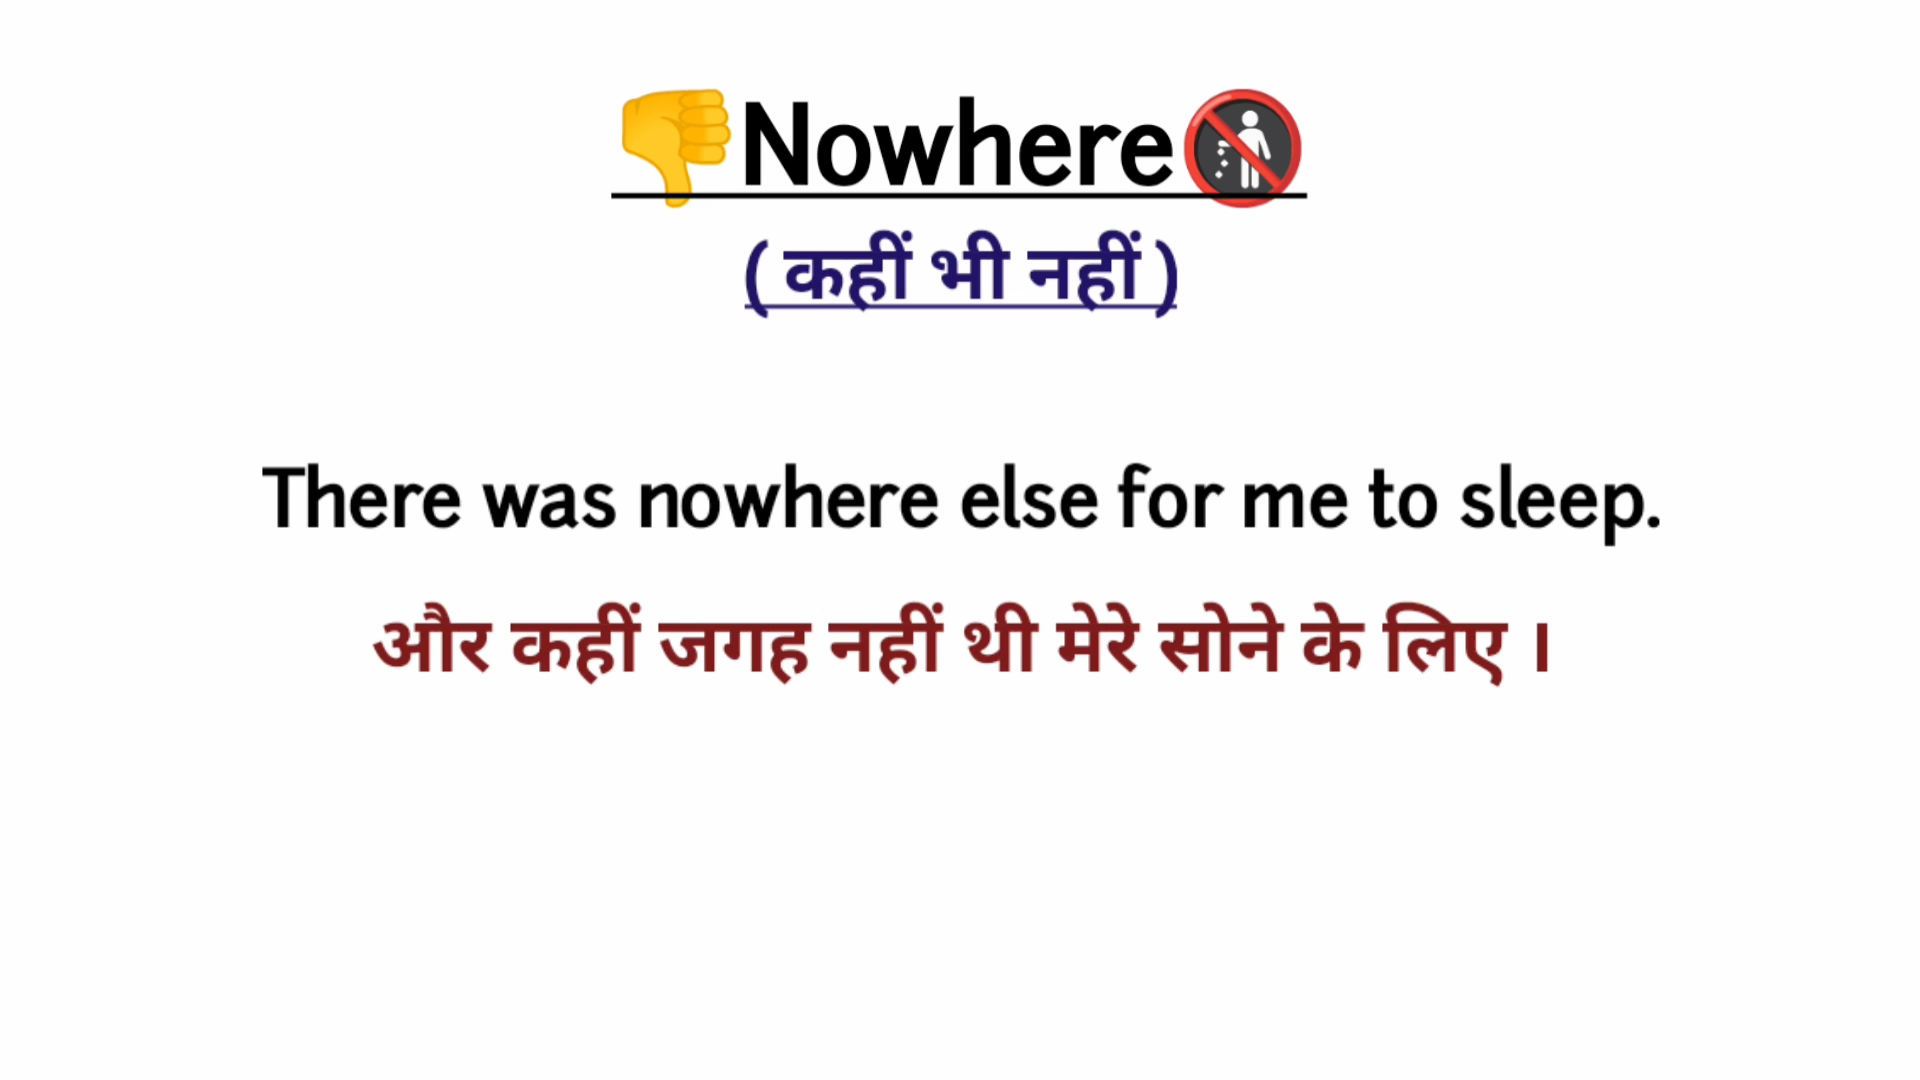 👎Nowhere🚯
( कहीं भी नहीं )
There was nowhere else for me to sleep.
और कहीं जगह नहीं थी मेरे सोने के लिए ।